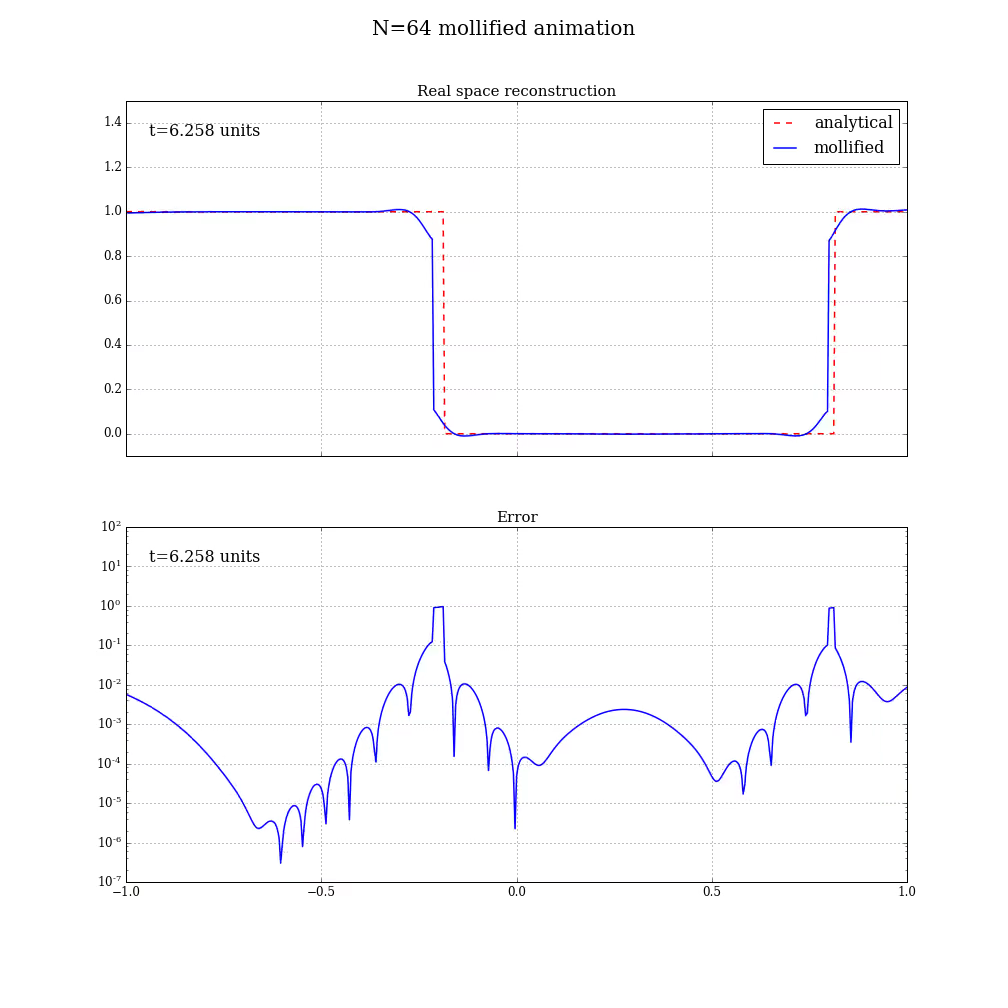 N=64 mollified animation
Real space reconstruction
t=6.258 units
analytical
mollified
1.4
1.2
1.0
0.8
0.6
0.4
0.2
0.0
Error
t=6.258 units
10²
10¹
10⁰
10⁻¹
10⁻²
10⁻³
10⁻⁴
10⁻⁵
10⁻⁶
10⁻⁷
−1.0 −0.5 0.0 0.5 1.0